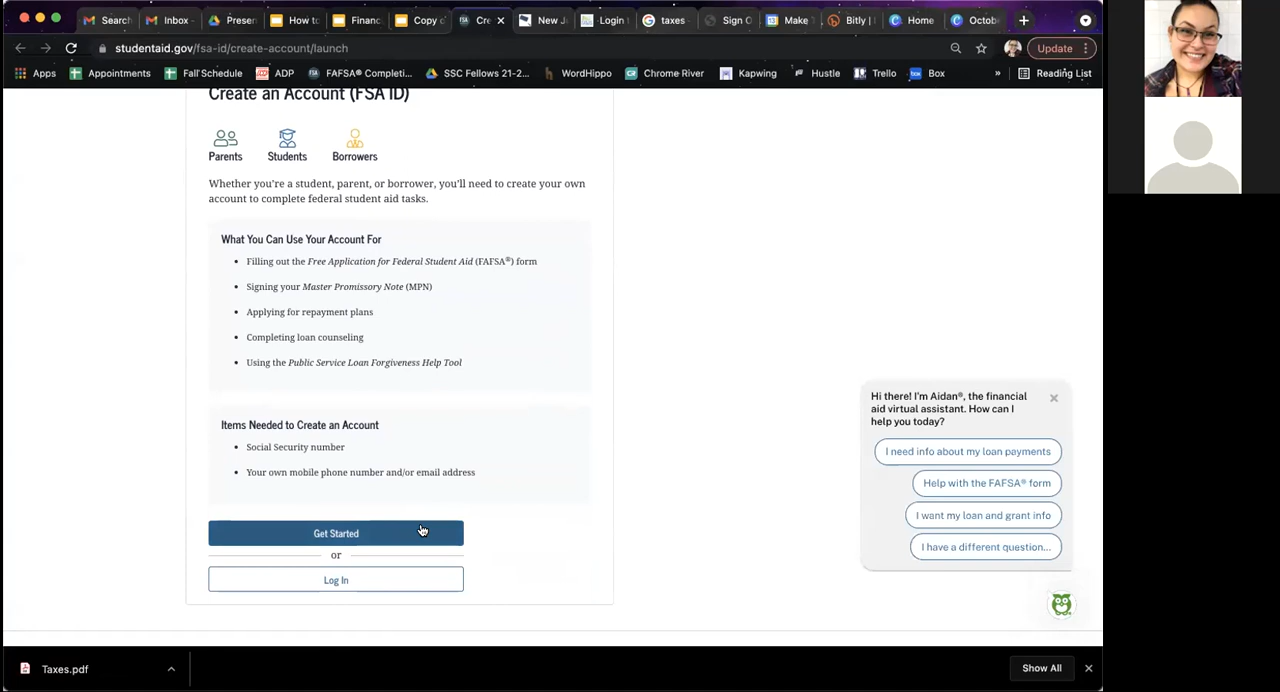 Search
Inbox
Presen
How to
Financ
Copy o
Cre
New J
Login
taxes -
Sign O
Make
Bitly |
Home
Octob
studentaid.gov/fsa-id/create-account/launch
Update
Apps
Appointments
Fall Schedule
ADP
FAFSA® Completi...
SSC Fellows 21-2...
WordHippo
Chrome River
Kapwing
Hustle
Trello
Box
»
Reading List
Create an Account (FSA ID)
Parents
Students
Borrowers
Whether you're a student, parent, or borrower, you'll need to create your own
account to complete federal student aid tasks.
What You Can Use Your Account For
• Filling out the Free Application for Federal Student Aid (FAFSA®) form
• Signing your Master Promissory Note (MPN)
• Applying for repayment plans
• Completing loan counseling
• Using the Public Service Loan Forgiveness Help Tool
Items Needed to Create an Account
• Social Security number
• Your own mobile phone number and/or email address
Get Started
or
Log In
Hi there! I'm Aidan®, the financial
aid virtual assistant. How can I
help you today?
I need info about my loan payments
Help with the FAFSA® form
I want my loan and grant info
I have a different question...
Taxes.pdf
Show All